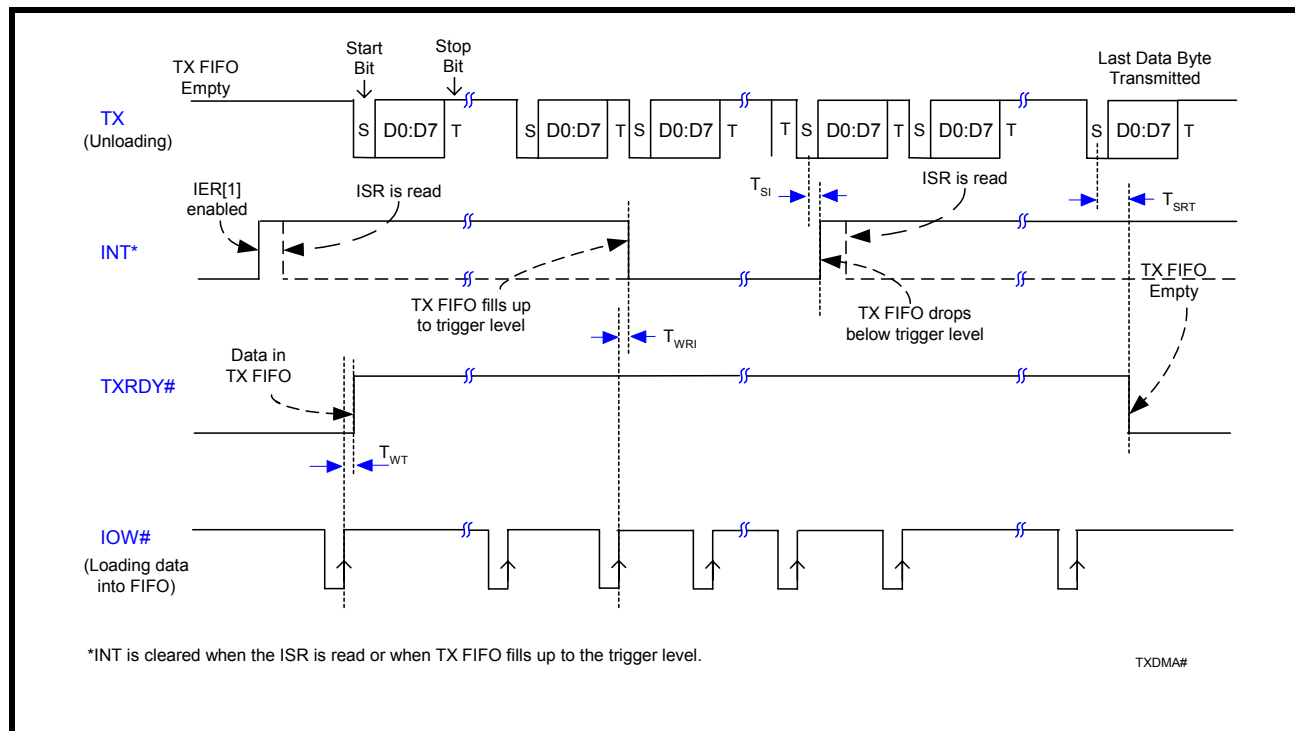 Start
Bit
Stop
Bit
TX FIFO
Empty
Last Data Byte
Transmitted
TX
(Unloading)
S D0:D7 T
S D0:D7 T S D0:D7 T
T S D0:D7 T S D0:D7 T
S D0:D7 T
IER[1]
enabled
ISR is read
TSI
ISR is read
TSRT
INT*
TX FIFO fills up
to trigger level
TX FIFO drops
below trigger level
TX FIFO
Empty
TWRI
Data in
TX FIFO
TXRDY#
TWT
IOW#
(Loading data
into FIFO)
*INT is cleared when the ISR is read or when TX FIFO fills up to the trigger level.
TXDMA#